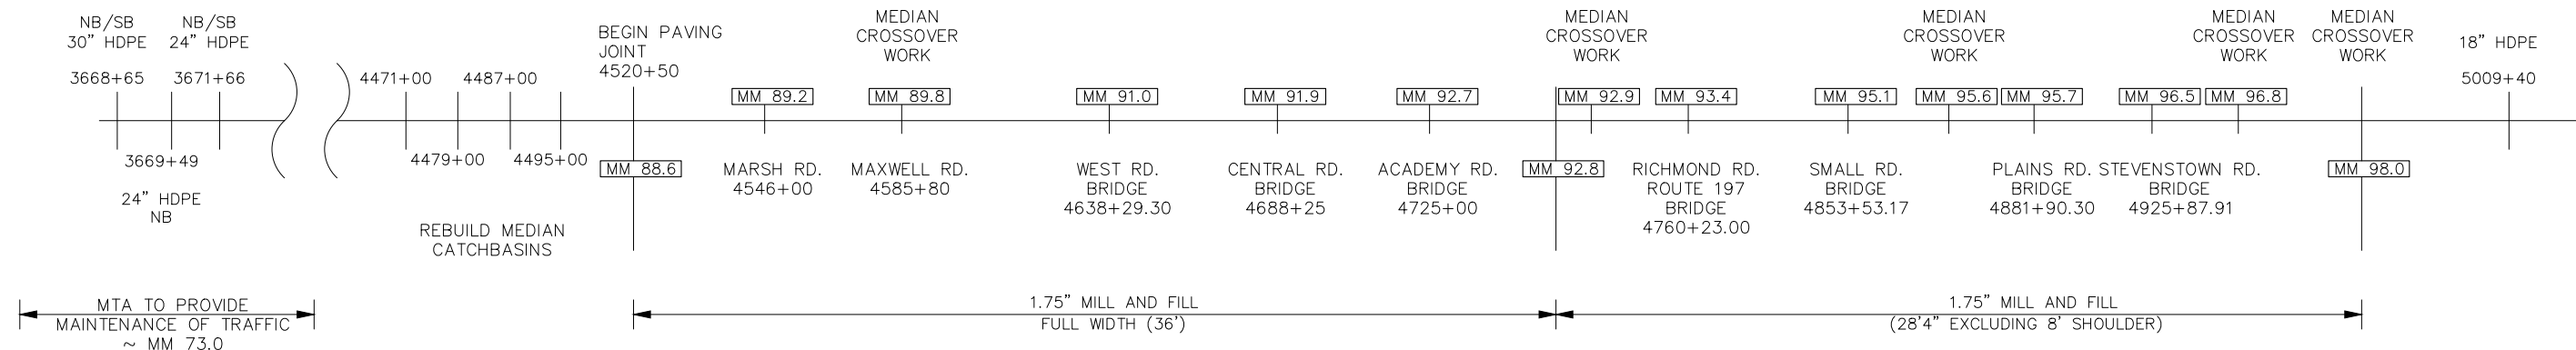 NB/SB
30" HDPE
3668+65
NB/SB
24" HDPE
3671+66
3669+49
24" HDPE
NB
4471+00
4487+00
4479+00
4495+00
REBUILD MEDIAN
CATCHBASINS
BEGIN PAVING
JOINT
4520+50
MM 88.6
MM 89.2
MARSH RD.
4546+00
MEDIAN
CROSSOVER
WORK
MM 89.8
MAXWELL RD.
4585+80
MM 91.0
WEST RD.
BRIDGE
4638+29.30
MM 91.9
CENTRAL RD.
BRIDGE
4688+25
MM 92.7
ACADEMY RD.
BRIDGE
4725+00
MM 92.8
MEDIAN
CROSSOVER
WORK
MM 92.9
MM 93.4
RICHMOND RD.
ROUTE 197
BRIDGE
4760+23.00
MM 95.1
SMALL RD.
BRIDGE
4853+53.17
MEDIAN
CROSSOVER
WORK
MM 95.6
MM 95.7
PLAINS RD.
BRIDGE
4881+90.30
MM 96.5
STEVENSTOWN RD.
BRIDGE
4925+87.91
MEDIAN
CROSSOVER
WORK
MM 96.8
MEDIAN
CROSSOVER
WORK
MM 98.0
18" HDPE
5009+40
MTA TO PROVIDE
MAINTENANCE OF TRAFFIC
~ MM 73.0
1.75" MILL AND FILL
FULL WIDTH (36')
1.75" MILL AND FILL
(28'4" EXCLUDING 8' SHOULDER)